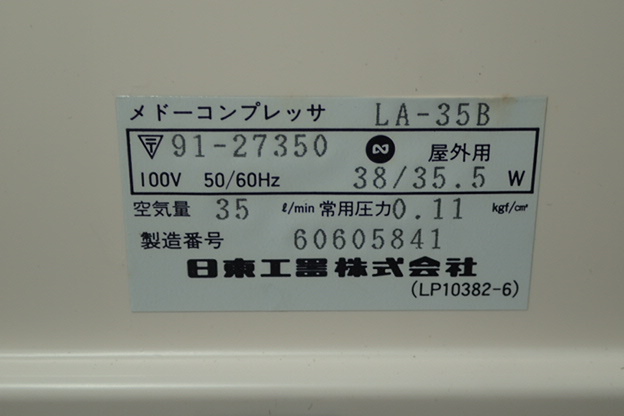 メドーコンプレッサ LA-35B
〒 91-27350 屋外用
100V 50/60Hz 38/35.5 W
空気量 35 ℓ/min 常用圧力 0.11 kgf/cm²
製造番号 60605841
日東工器株式会社
(LP10382-6)